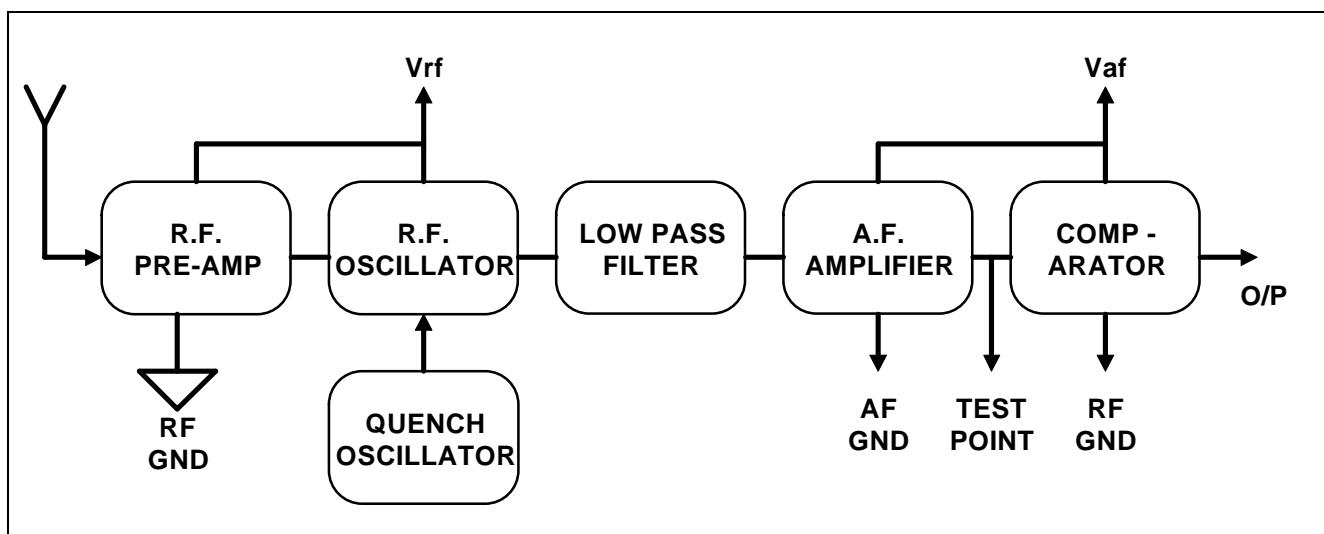 Vrf
Vaf
R.F.
PRE-AMP
R.F.
OSCILLATOR
LOW PASS
FILTER
A.F.
AMPLIFIER
COMP -
ARATOR
O/P
RF
GND
QUENCH
OSCILLATOR
AF
GND
TEST
POINT
RF
GND